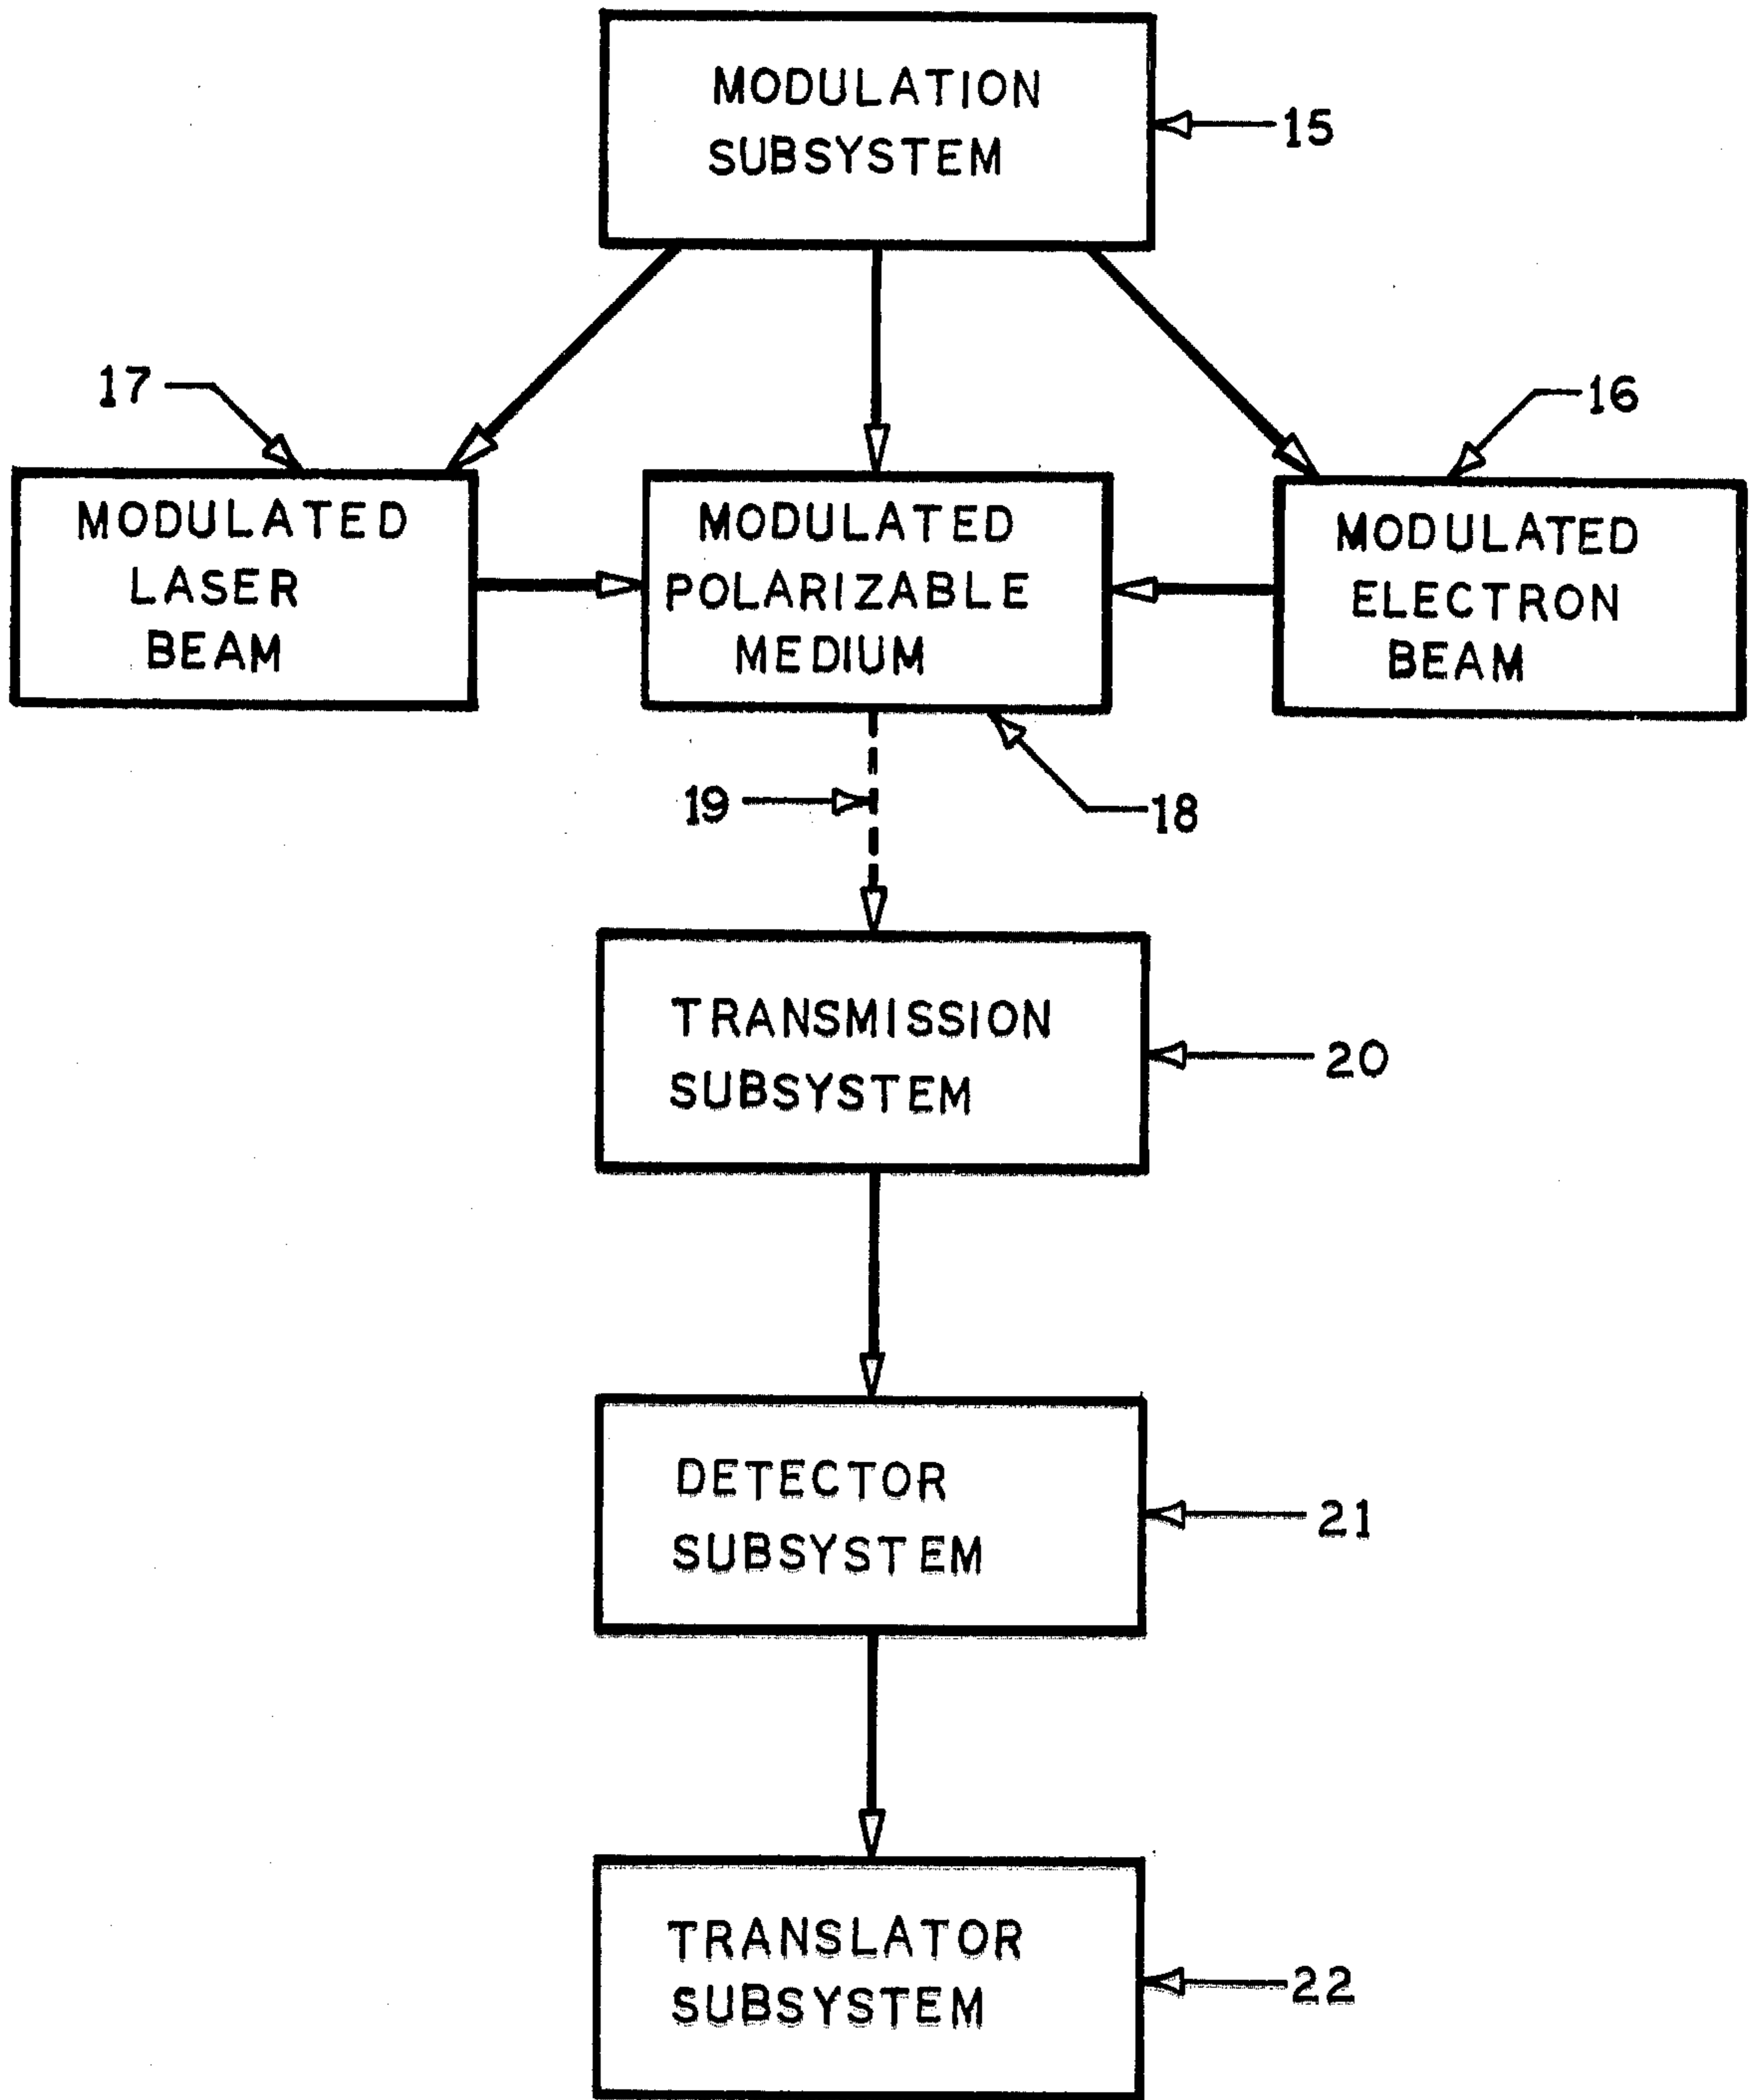 MODULATION
SUBSYSTEM
15
17
16
MODULATED
LASER
BEAM
MODULATED
POLARIZABLE
MEDIUM
MODULATED
ELECTRON
BEAM
19
18
TRANSMISSION
SUBSYSTEM
20
DETECTOR
SUBSYSTEM
21
TRANSLATOR
SUBSYSTEM
22